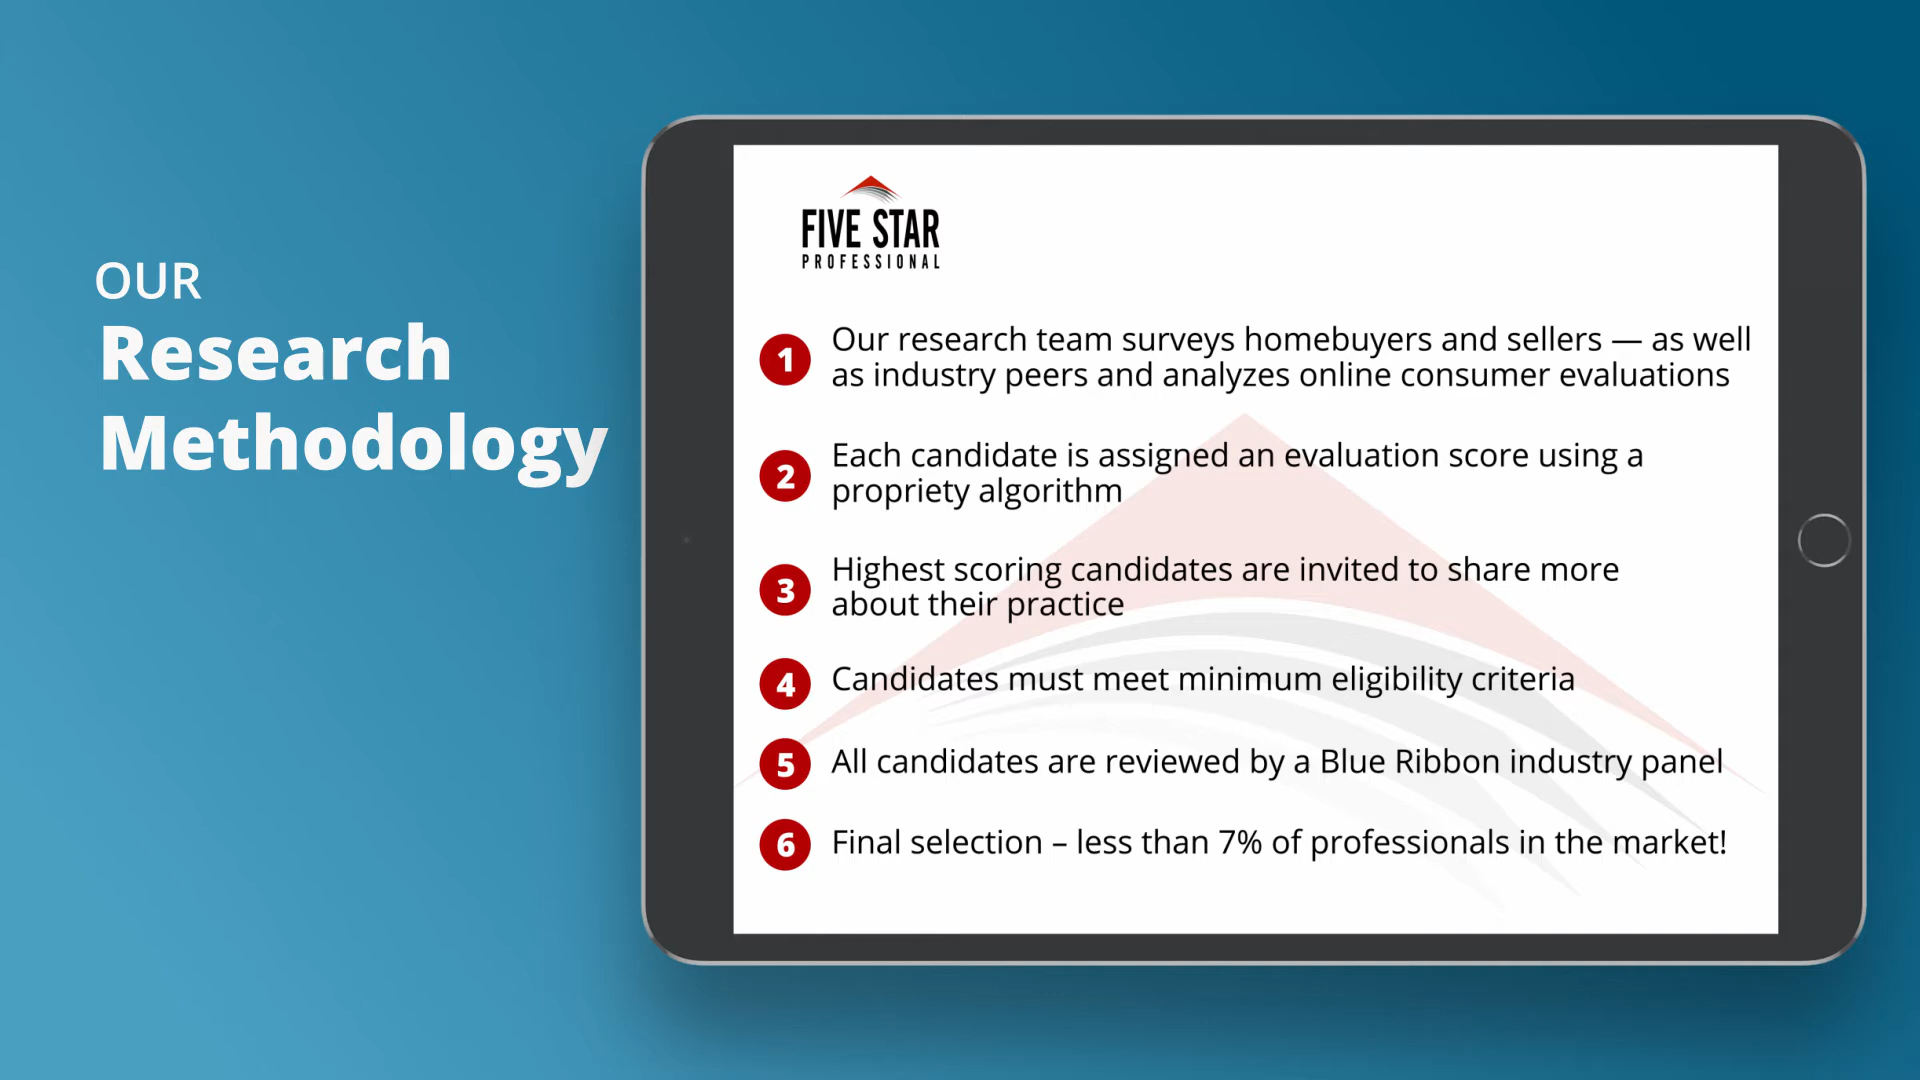 OUR
Research
Methodology
FIVE STAR
PROFESSIONAL
1 Our research team surveys homebuyers and sellers — as well
as industry peers and analyzes online consumer evaluations
2 Each candidate is assigned an evaluation score using a
propriety algorithm
3 Highest scoring candidates are invited to share more
about their practice
4 Candidates must meet minimum eligibility criteria
5 All candidates are reviewed by a Blue Ribbon industry panel
6 Final selection – less than 7% of professionals in the market!